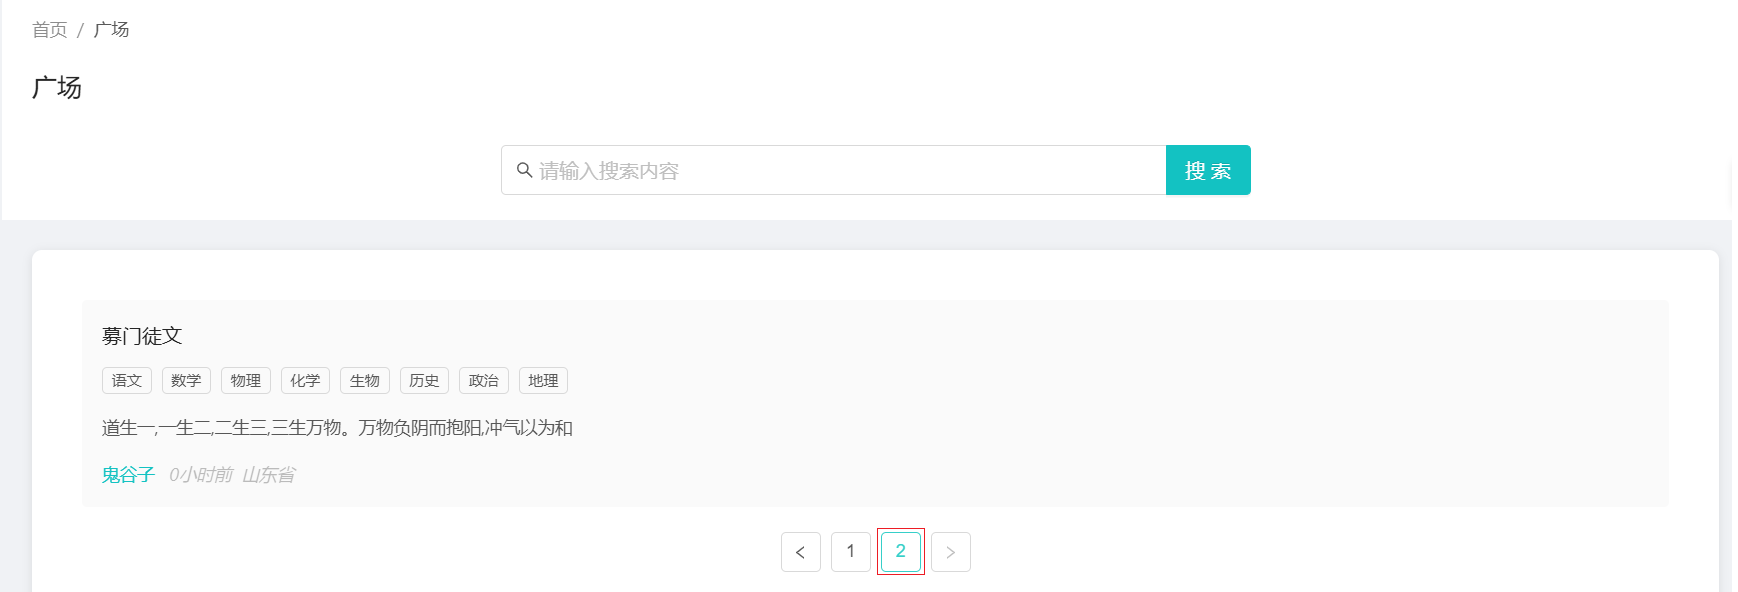 首页 / 广场
广场
请输入搜索内容 搜 索
募门徒文
语文 数学 物理 化学 生物 历史 政治 地理
道生一,一生二,二生三,三生万物。万物负阴而抱阳,冲气以为和
鬼谷子 0小时前 山东省
< 1 2 >